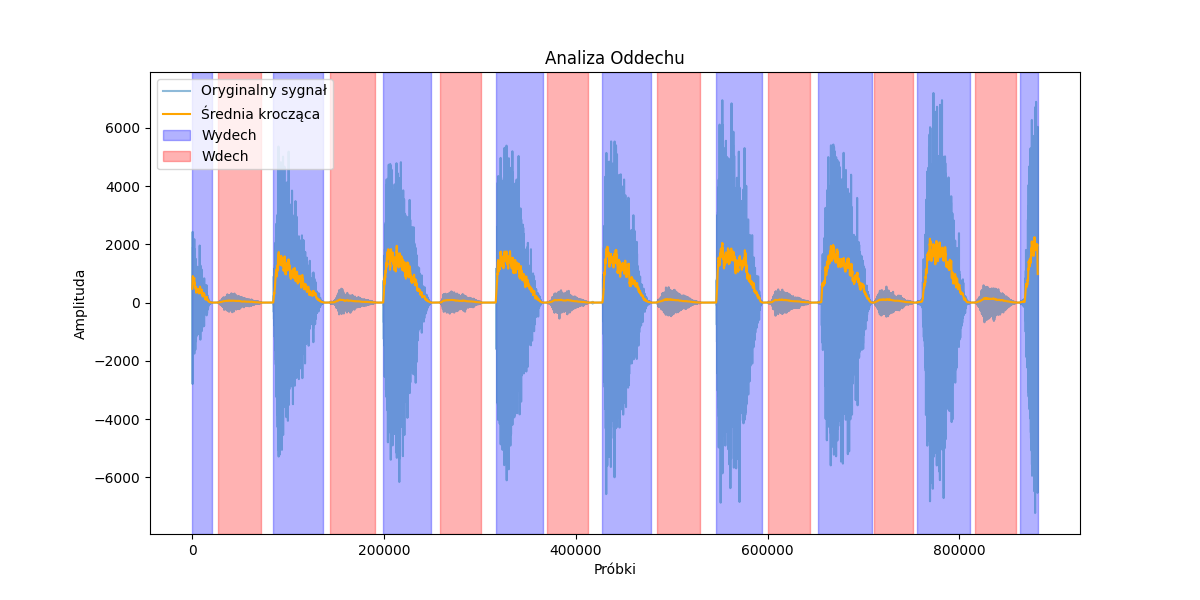 Analiza Oddechu
Oryginalny sygnał
Średnia krocząca
Wydech
Wdech
Amplituda
6000
4000
2000
0
−2000
−4000
−6000
0 200000 400000 600000 800000
Próbki